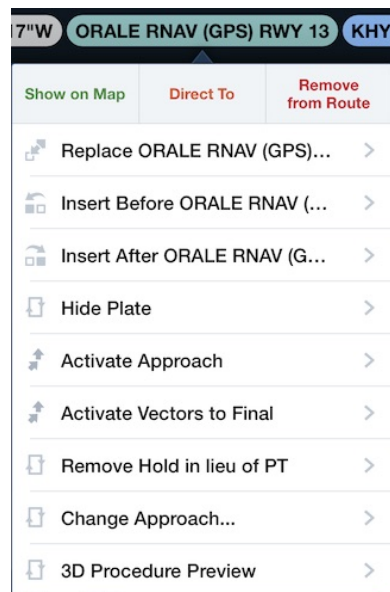 7"W ORALE RNAV (GPS) RWY 13 KHY
Show on Map Direct To Remove from Route
Replace ORALE RNAV (GPS)...
Insert Before ORALE RNAV (...
Insert After ORALE RNAV (G...
Hide Plate
Activate Approach
Activate Vectors to Final
Remove Hold in lieu of PT
Change Approach...
3D Procedure Preview